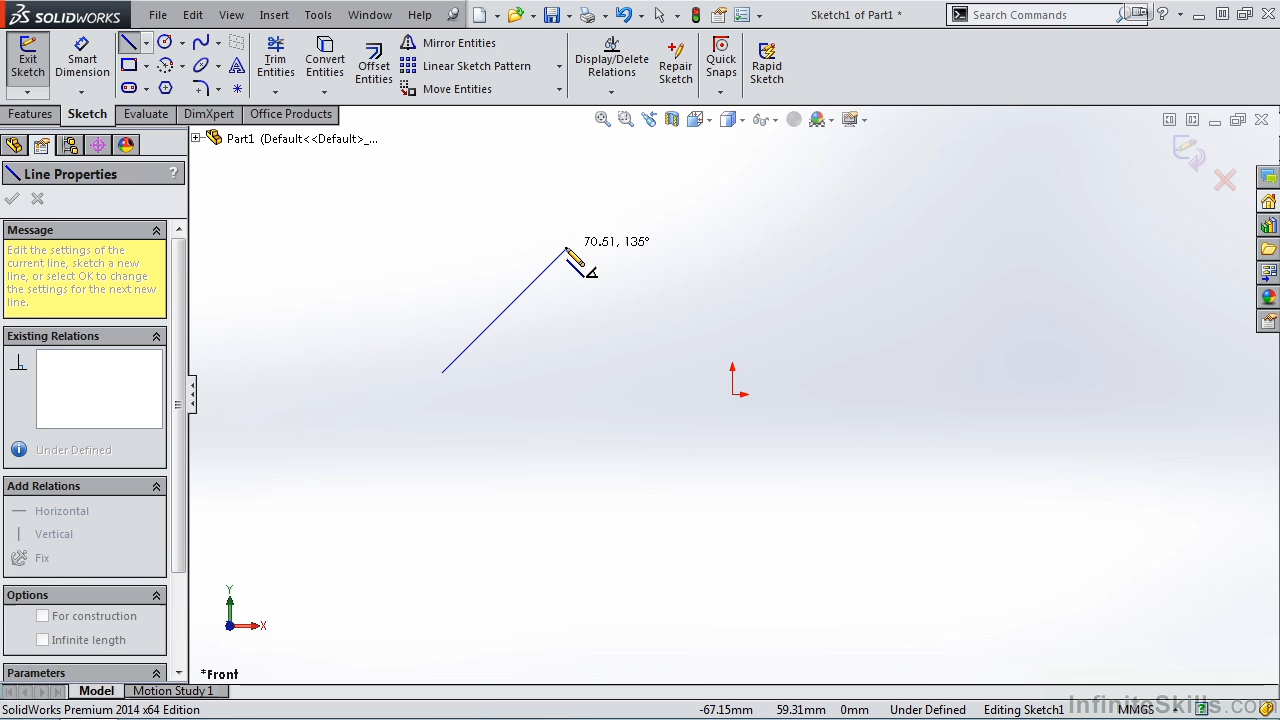 SOLIDWORKS File Edit View Insert Tools Window Help Sketch1 of Part1 * Search Commands ?
Exit Sketch
Smart Dimension
Trim Entities
Convert Entities
Offset Entities
Mirror Entities
Linear Sketch Pattern
Move Entities
Display/Delete Relations
Repair Sketch
Quick Snaps
Rapid Sketch
Features Sketch Evaluate DimXpert Office Products
Part1 (Default<<Default>_...
Line Properties ?
Message
Edit the settings of the
current line, sketch a new
line, or select OK to change
the settings for the next new
line.
Existing Relations
Under Defined
Add Relations
Horizontal
Vertical
Fix
Options
For construction
Infinite length
Parameters
70.51, 135°
Y
X
*Front
Model Motion Study 1
SolidWorks Premium 2014 x64 Edition -67.15mm 59.31mm 0mm Under Defined Editing Sketch1 MMGS ?
InfiniteSkills.com